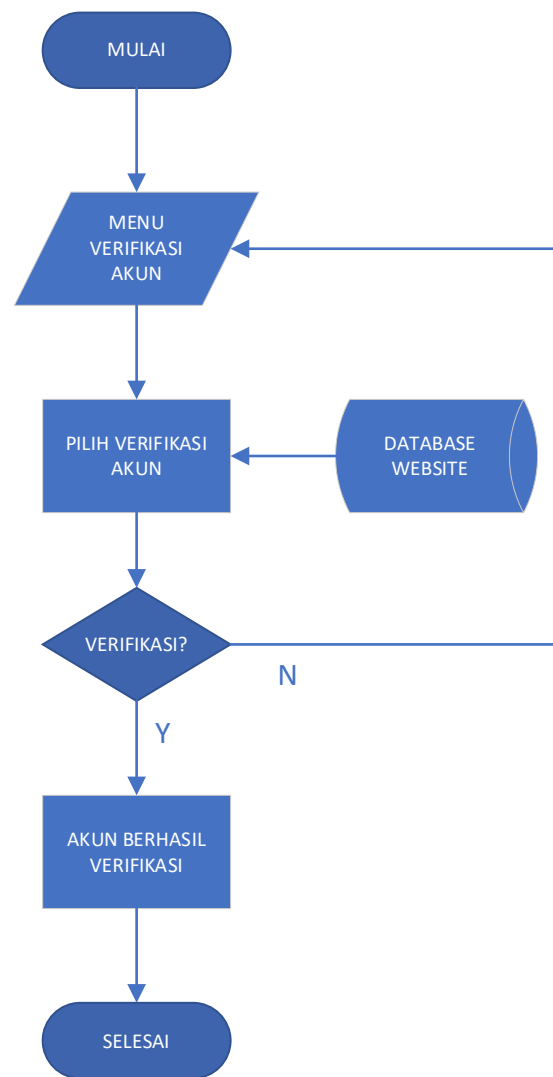 MULAI
MENU
VERIFIKASI
AKUN
PILIH VERIFIKASI
AKUN
DATABASE
WEBSITE
VERIFIKASI?
N
Y
AKUN BERHASIL
VERIFIKASI
SELESAI